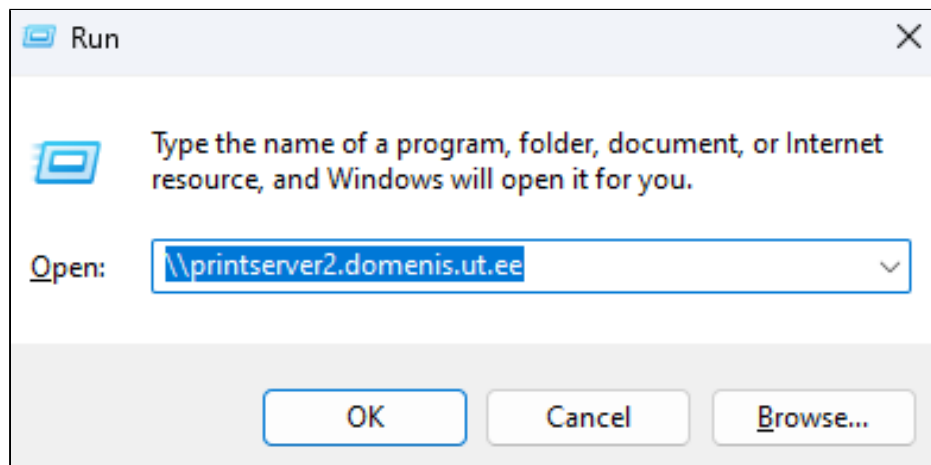 Run
Type the name of a program, folder, document, or Internet
resource, and Windows will open it for you.
Open: \\printserver2.domenis.ut.ee
OK Cancel Browse...